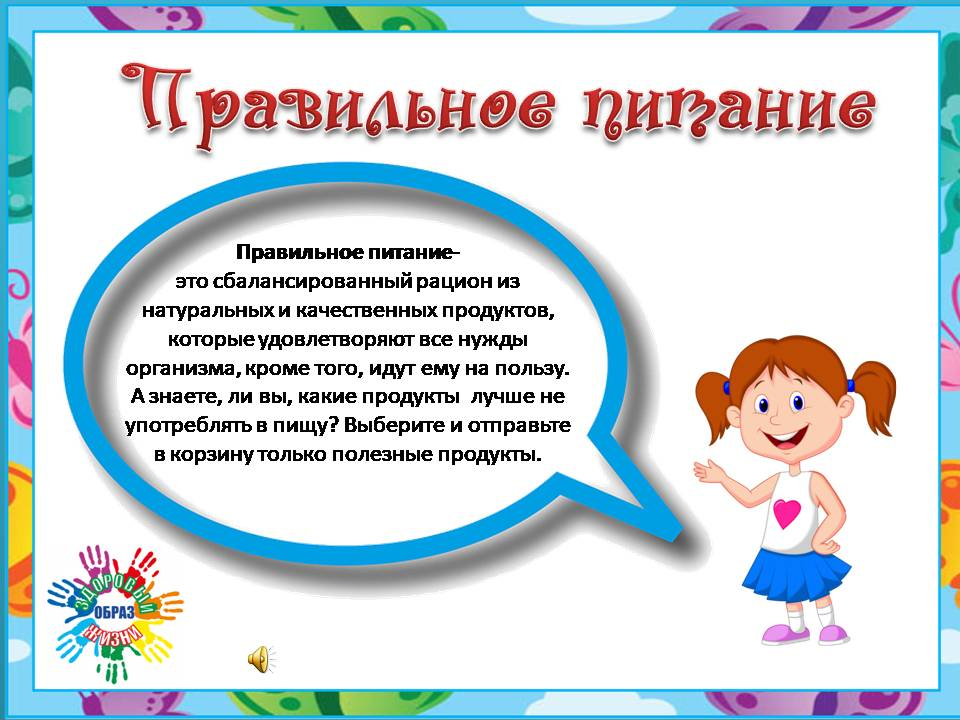 Правильное питание
Правильное питание-
это сбалансированный рацион из
натуральных и качественных продуктов,
которые удовлетворяют все нужды
организма, кроме того, идут ему на пользу.
А знаете, ли вы, какие продукты лучше не
употреблять в пищу? Выберите и отправьте
в корзину только полезные продукты.
ЗДОРОВЫЙ
ОБРАЗ
ЖИЗНИ